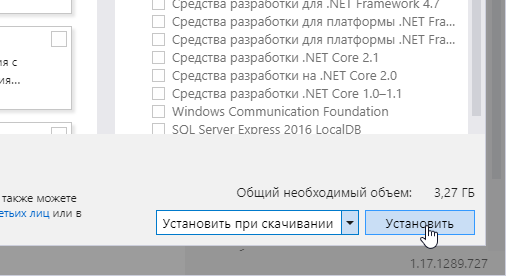 Средства разработки для .NET Framework 4.7
Средства разработки для платформы .NET Fra...
Средства разработки для платформы .NET Fra...
Средства разработки .NET Core 2.1
Средства разработки на .NET Core 2.0
Средства разработки .NET Core 1.0–1.1
Windows Communication Foundation
SQL Server Express 2016 LocalDB
я с
ия...
также можете
етьих лиц или в
Общий необходимый объем: 3,27 ГБ
Установить при скачивании
Установить
1.17.1289.727